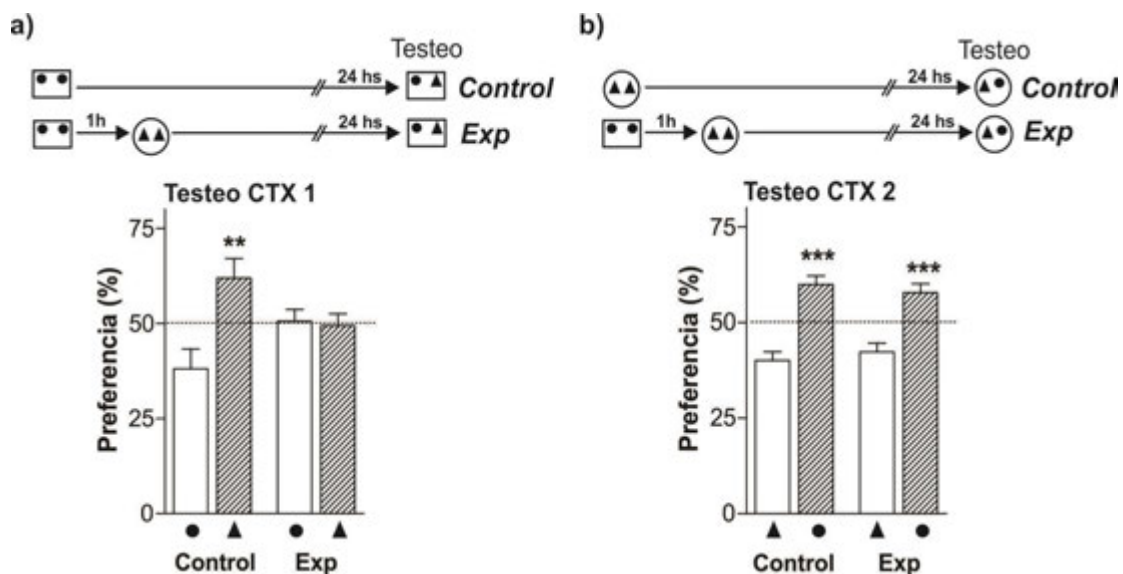 a)
Testeo
24 hs
Control
1h
24 hs
Exp
Testeo CTX 1
Preferencia (%)
75
**
50
25
0
Control Exp
b)
Testeo
24 hs
Control
1h
24 hs
Exp
Testeo CTX 2
Preferencia (%)
75
*** ***
50
25
0
Control Exp